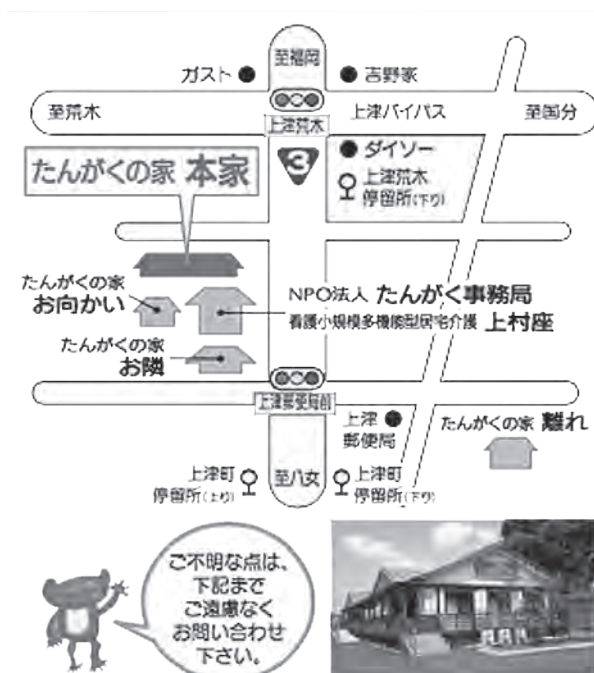 至福岡
ガスト
吉野家
至荒木
上津バイパス
至国分
上津荒木
3
ダイソー
上津荒木
停留所(下り)
たんがくの家 本家
たんがくの家
お向かい
NPO法人 たんがく事務局
看護小規模多機能型居宅介護 上村座
たんがくの家
お隣
上津郵便局前
上津
郵便局
たんがくの家 離れ
上津町
停留所(上り)
至八女
上津町
停留所(下り)
ご不明な点は、
下記まで
ご遠慮なく
お問い合わせ
下さい。